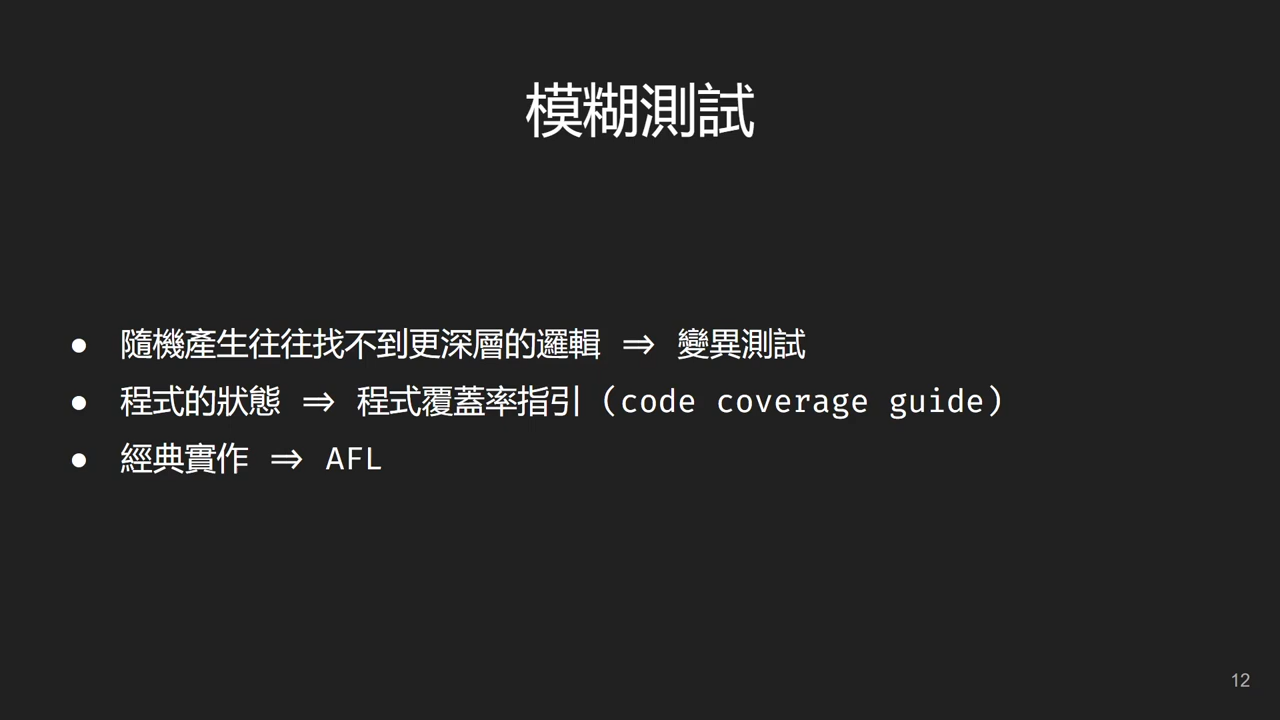 模糊測試
● 隨機產生往往找不到更深層的邏輯 ⇒ 變異測試
● 程式的狀態 ⇒ 程式覆蓋率指引 (code coverage guide)
● 經典實作 ⇒ AFL
12